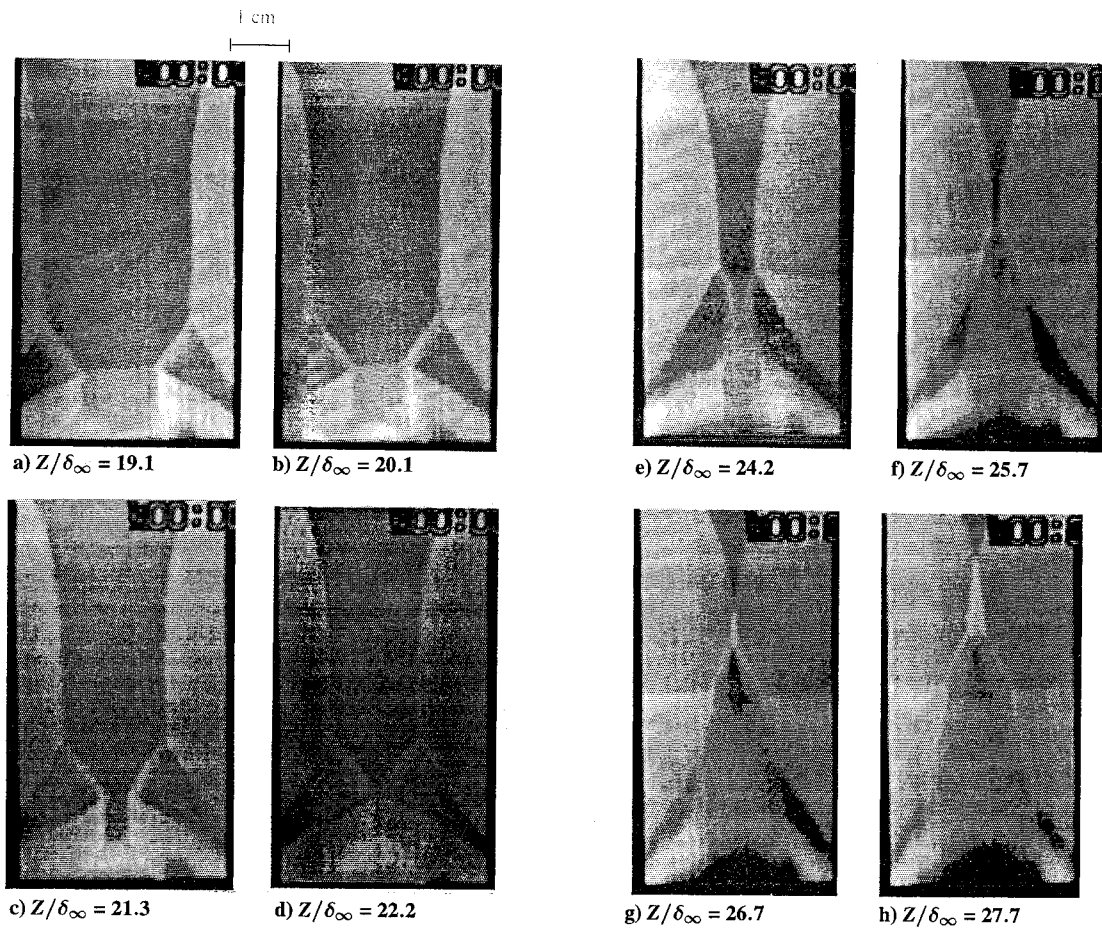 1 cm
a) Z/δ∞ = 19.1
b) Z/δ∞ = 20.1
c) Z/δ∞ = 21.3
d) Z/δ∞ = 22.2
e) Z/δ∞ = 24.2
f) Z/δ∞ = 25.7
g) Z/δ∞ = 26.7
h) Z/δ∞ = 27.7